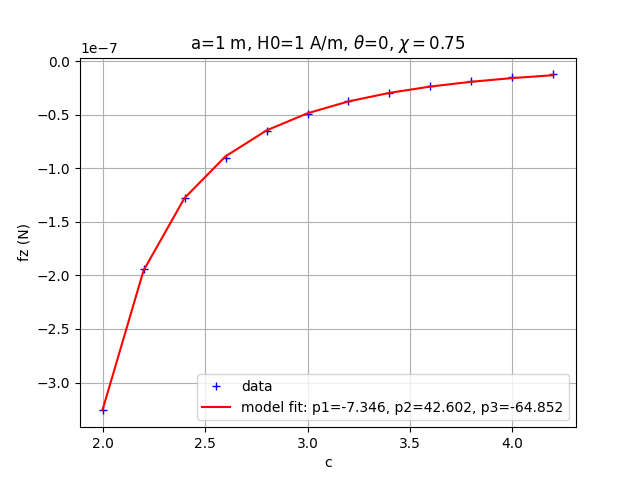 a=1 m, H0=1 A/m, θ=0, χ = 0.75
1e−7
0.0
−0.5
−1.0
−1.5
−2.0
−2.5
−3.0
fz (N)
data
model fit: p1=-7.346, p2=42.602, p3=-64.852
2.0 2.5 3.0 3.5 4.0
c